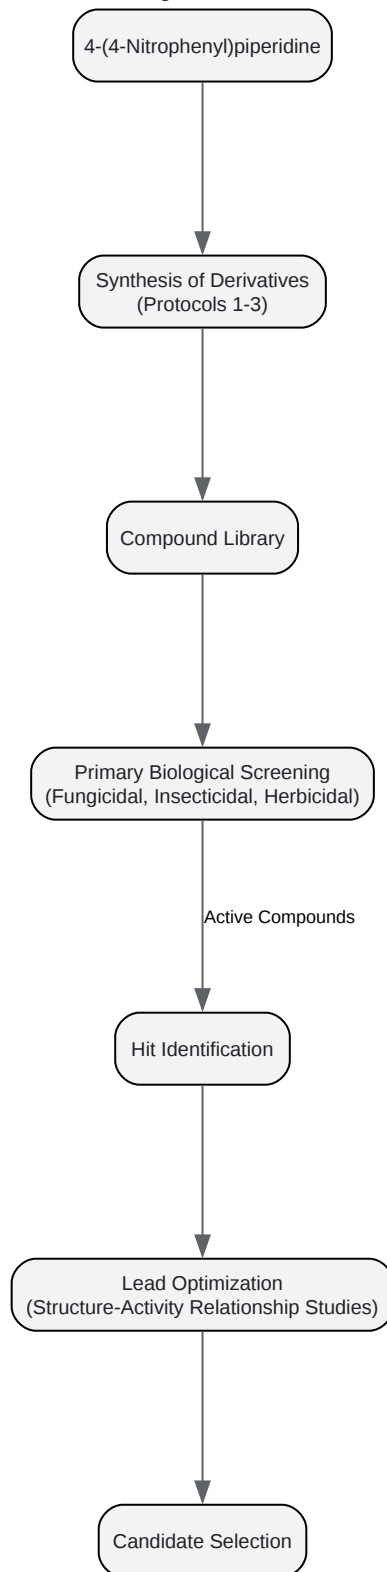 4-(4-Nitrophenyl)piperidine
Synthesis of Derivatives
(Protocols 1-3)
Compound Library
Primary Biological Screening
(Fungicidal, Insecticidal, Herbicidal)
Active Compounds
Hit Identification
Lead Optimization
(Structure-Activity Relationship Studies)
Candidate Selection